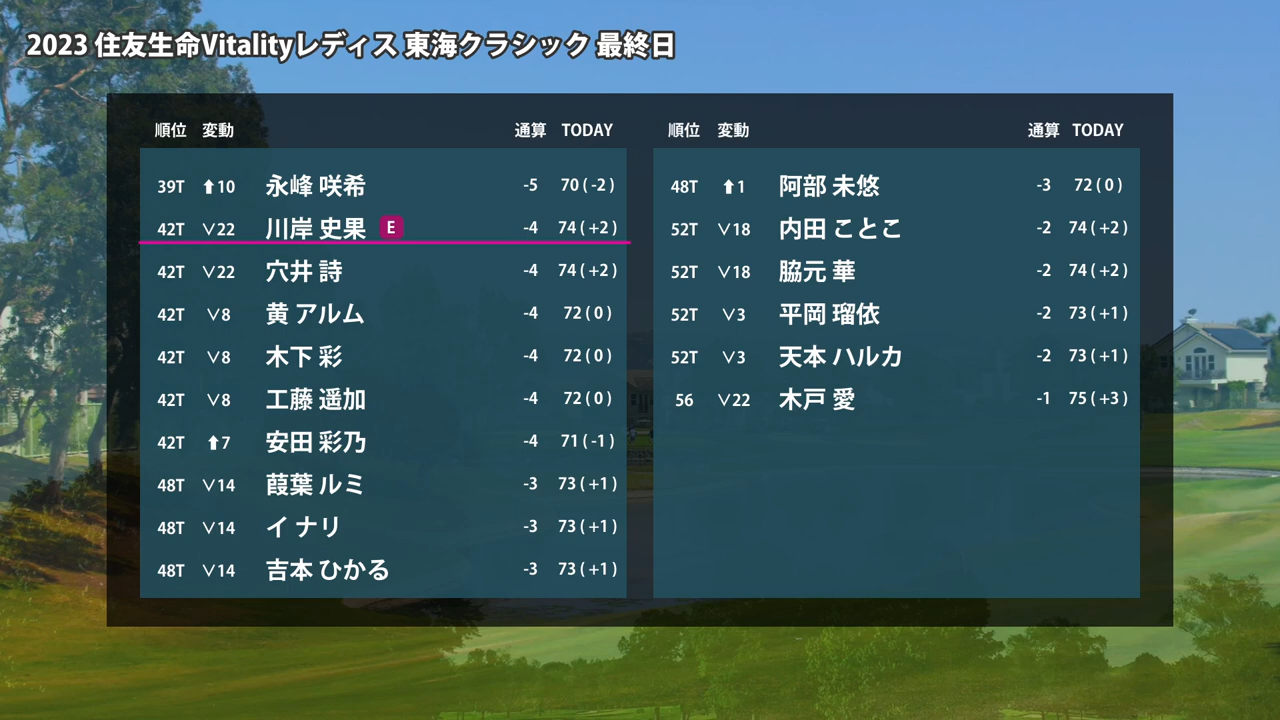 2023 住友生命Vitalityレディス 東海クラシック 最終日
順位 変動 通算 TODAY
39T ⬆10 永峰 咲希 -5 70 ( -2 )
42T ∨22 川岸 史果 E -4 74 ( +2 )
42T ∨22 穴井 詩 -4 74 ( +2 )
42T ∨8 黄 アルム -4 72 ( 0 )
42T ∨8 木下 彩 -4 72 ( 0 )
42T ∨8 工藤 遥加 -4 72 ( 0 )
42T ⬆7 安田 彩乃 -4 71 ( -1 )
48T ∨14 葭葉 ルミ -3 73 ( +1 )
48T ∨14 イ ナリ -3 73 ( +1 )
48T ∨14 吉本 ひかる -3 73 ( +1 )
順位 変動 通算 TODAY
48T ⬆1 阿部 未悠 -3 72 ( 0 )
52T ∨18 内田 ことこ -2 74 ( +2 )
52T ∨18 脇元 華 -2 74 ( +2 )
52T ∨3 平岡 瑠依 -2 73 ( +1 )
52T ∨3 天本 ハルカ -2 73 ( +1 )
56 ∨22 木戸 愛 -1 75 ( +3 )